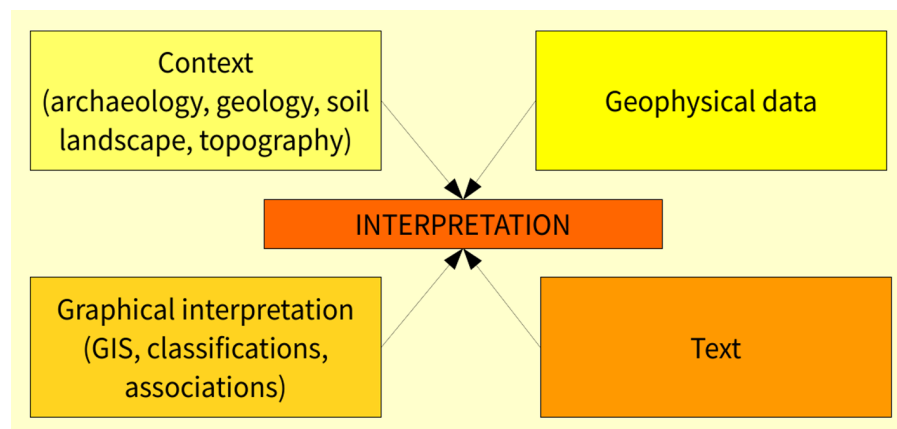 Context
(archaeology, geology, soil
landscape, topography)
Geophysical data
INTERPRETATION
Graphical interpretation
(GIS, classifications,
associations)
Text